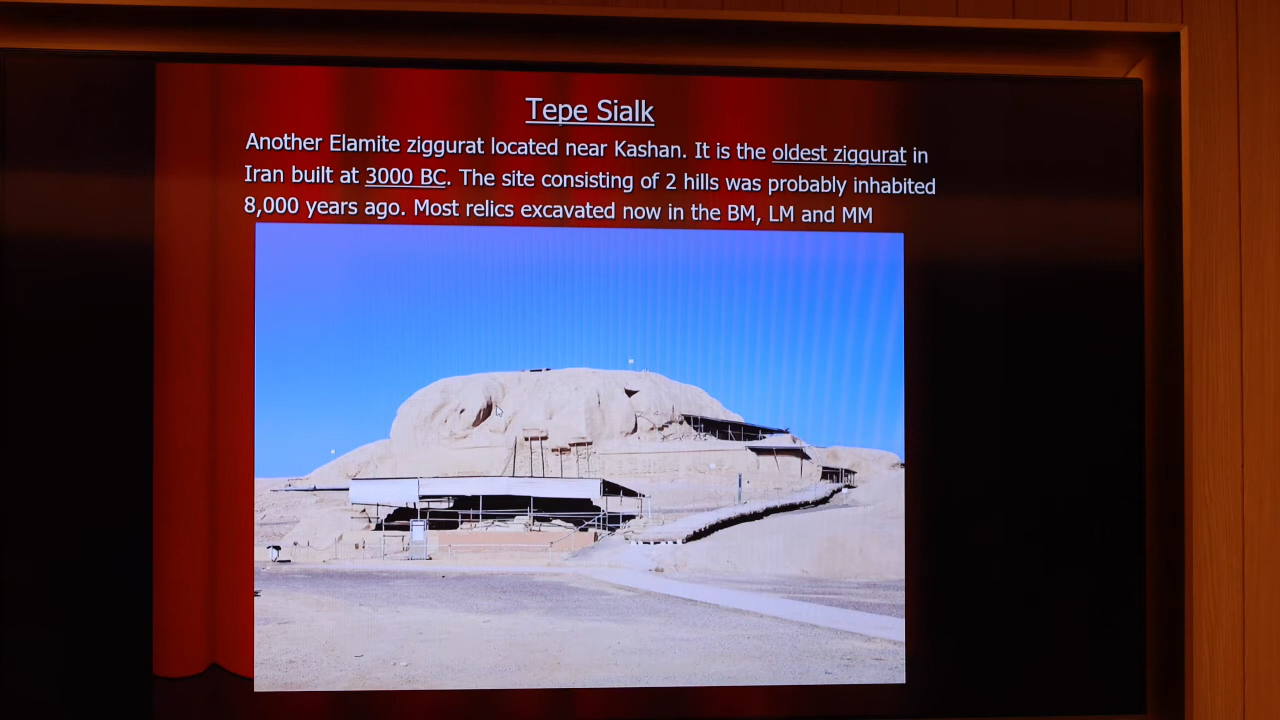 Tepe Sialk
Another Elamite ziggurat located near Kashan. It is the oldest ziggurat in
Iran built at 3000 BC. The site consisting of 2 hills was probably inhabited
8,000 years ago. Most relics excavated now in the BM, LM and MM